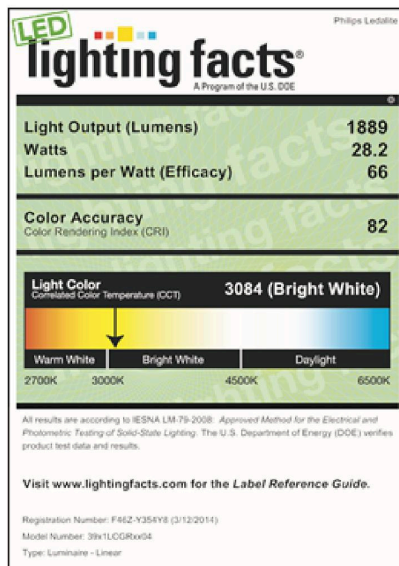 Philips Ledalite
LED
lighting facts®
A Program of the U.S. DOE
Light Output (Lumens) 1889
Watts 28.2
Lumens per Watt (Efficacy) 66
Color Accuracy 82
Color Rendering Index (CRI)
Light Color 3084 (Bright White)
Correlated Color Temperature (CCT)
Warm White Bright White Daylight
2700K 3000K 4500K 6500K
All results are according to IESNA LM-79-2008: Approved Method for the Electrical and
Photometric Testing of Solid-State Lighting. The U.S. Department of Energy (DOE) verifies
product test data and results.
Visit www.lightingfacts.com for the Label Reference Guide.
Registration Number: F46Z-Y354Y8 (3/12/2014)
Model Number: 39x1LCGRxx04
Type: Luminaire - Linear